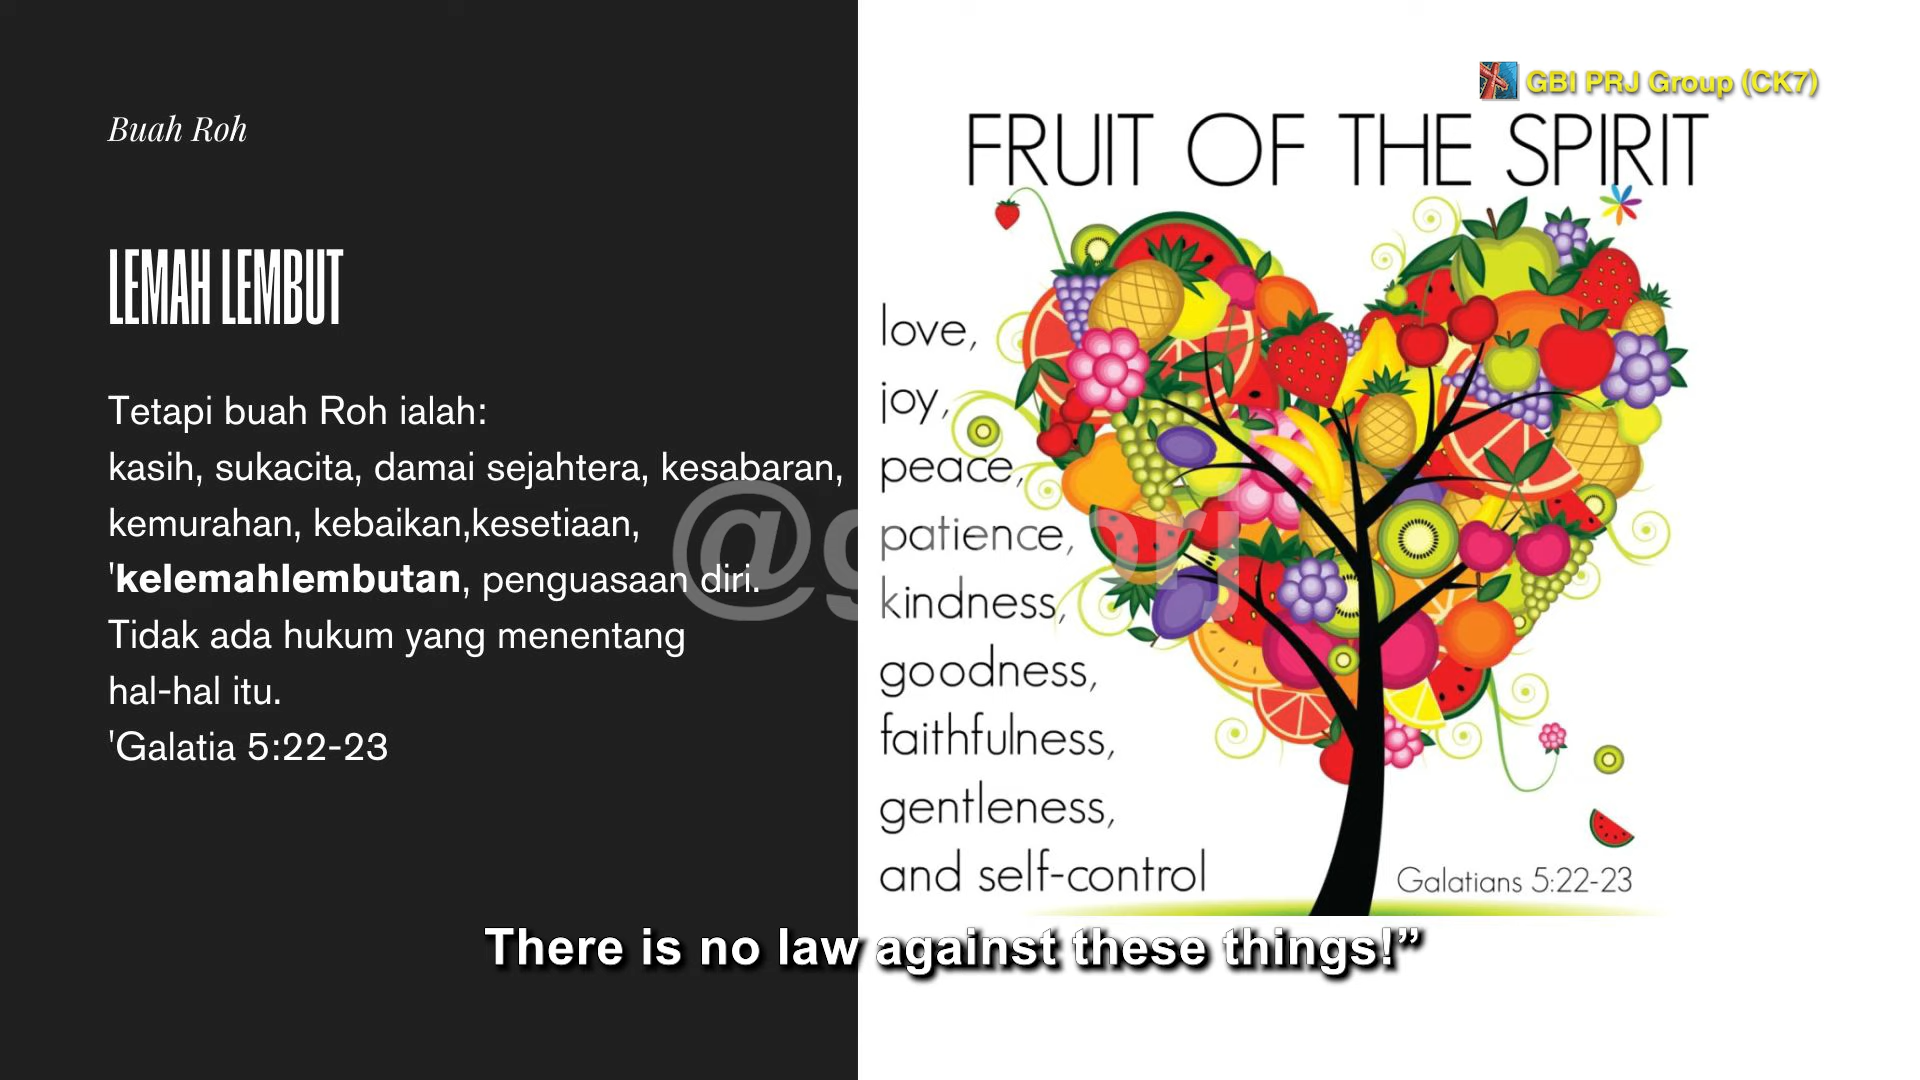 Buah Roh
LEMAH LEMBUT
Tetapi buah Roh ialah:
kasih, sukacita, damai sejahtera, kesabaran,
kemurahan, kebaikan,kesetiaan,
'kelemahlembutan, penguasaan diri.
Tidak ada hukum yang menentang
hal-hal itu.
'Galatia 5:22-23
GBI PRJ Group (CK7)
FRUIT OF THE SPIRIT
love,
joy,
peace,
patience,
kindness,
goodness,
faithfulness,
gentleness,
and self-control
Galatians 5:22-23
There is no law against these things!”